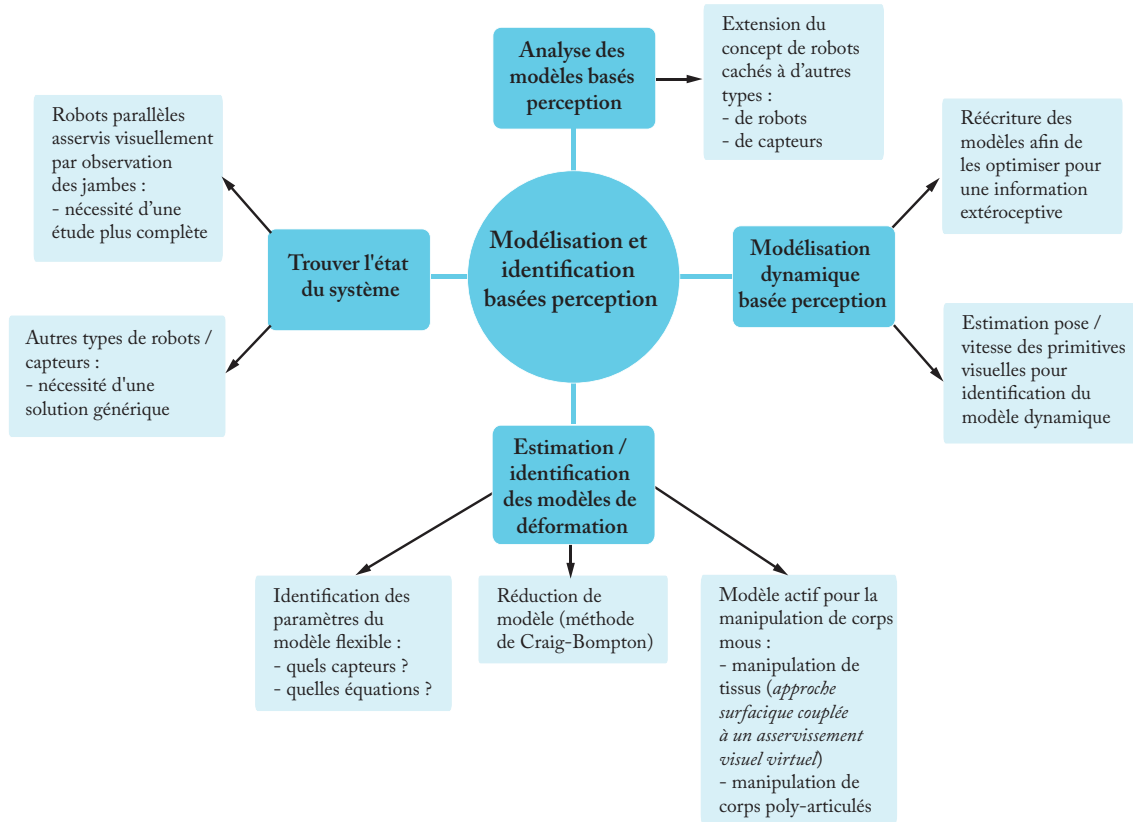 Analyse des
modèles basés
perception
Extension du
concept de robots
cachés à d'autres
types :
- de robots
- de capteurs
Robots parallèles
asservis visuellement
par observation
des jambes :
- nécessité d'une
étude plus complète
Réécriture des
modèles afin de
les optimiser pour
une information
extéroceptive
Trouver l'état
du système
Modélisation et
identification
basées perception
Modélisation
dynamique
basée perception
Autres types de robots /
capteurs :
- nécessité d'une
solution générique
Estimation pose /
vitesse des primitives
visuelles pour
identification du
modèle dynamique
Estimation /
identification
des modèles de
déformation
Identification des
paramètres du
modèle flexible :
- quels capteurs ?
- quelles équations ?
Réduction de
modèle (méthode
de Craig-Bompton)
Modèle actif pour la
manipulation de corps
mous :
- manipulation de
tissus (approche
surfacique couplée
à un asservissement
visuel virtuel)
- manipulation de
corps poly-articulés